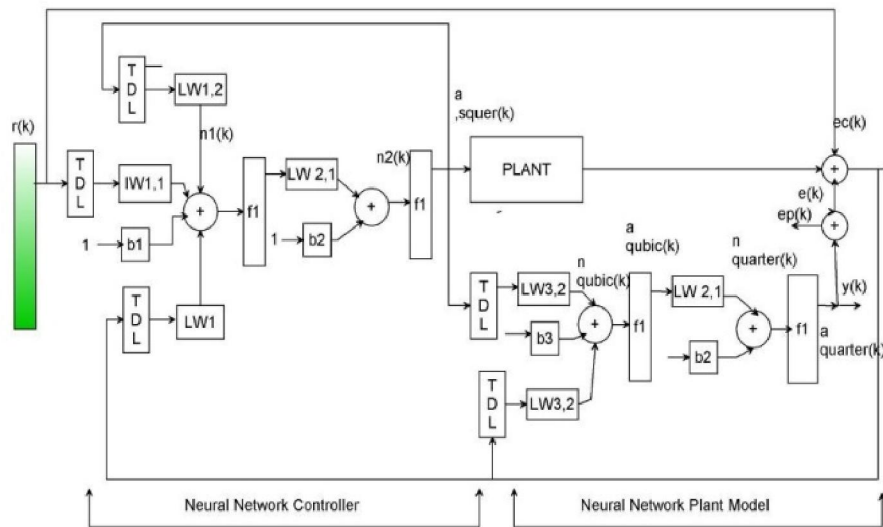 r(k)
T
D
L
LW1,2
n1(k)
T
D
L
IW1,1
1
b1
T
D
L
LW1
+
f1
LW 2,1
1
b2
+
n2(k)
f1
a
,squer(k)
PLANT
ec(k)
+
e(k)
ep(k)
+
y(k)
T
D
L
LW3,2
b3
T
D
L
LW3,2
n
qubic(k)
+
a
qubic(k)
f1
LW 2,1
b2
n
quarter(k)
+
f1
a
quarter(k)
Neural Network Controller
Neural Network Plant Model